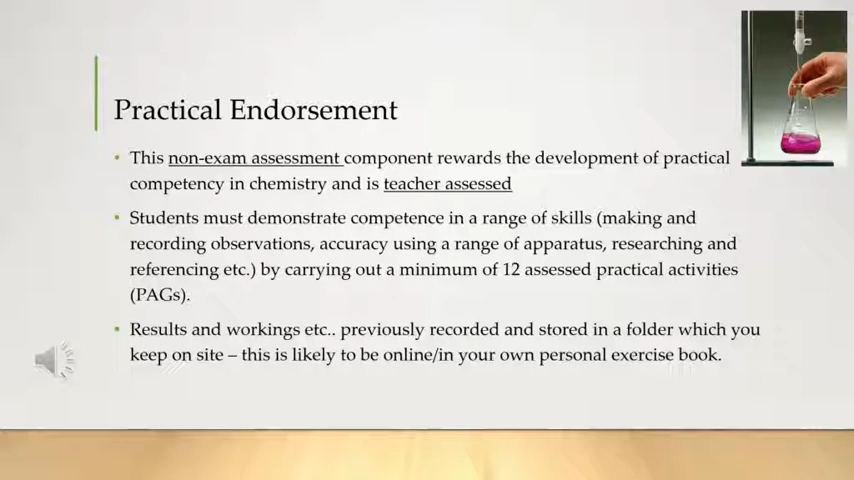 Practical Endorsement
• This non-exam assessment component rewards the development of practical
competency in chemistry and is teacher assessed
• Students must demonstrate competence in a range of skills (making and
recording observations, accuracy using a range of apparatus, researching and
referencing etc.) by carrying out a minimum of 12 assessed practical activities
(PAGs).
• Results and workings etc.. previously recorded and stored in a folder which you
keep on site – this is likely to be online/in your own personal exercise book.